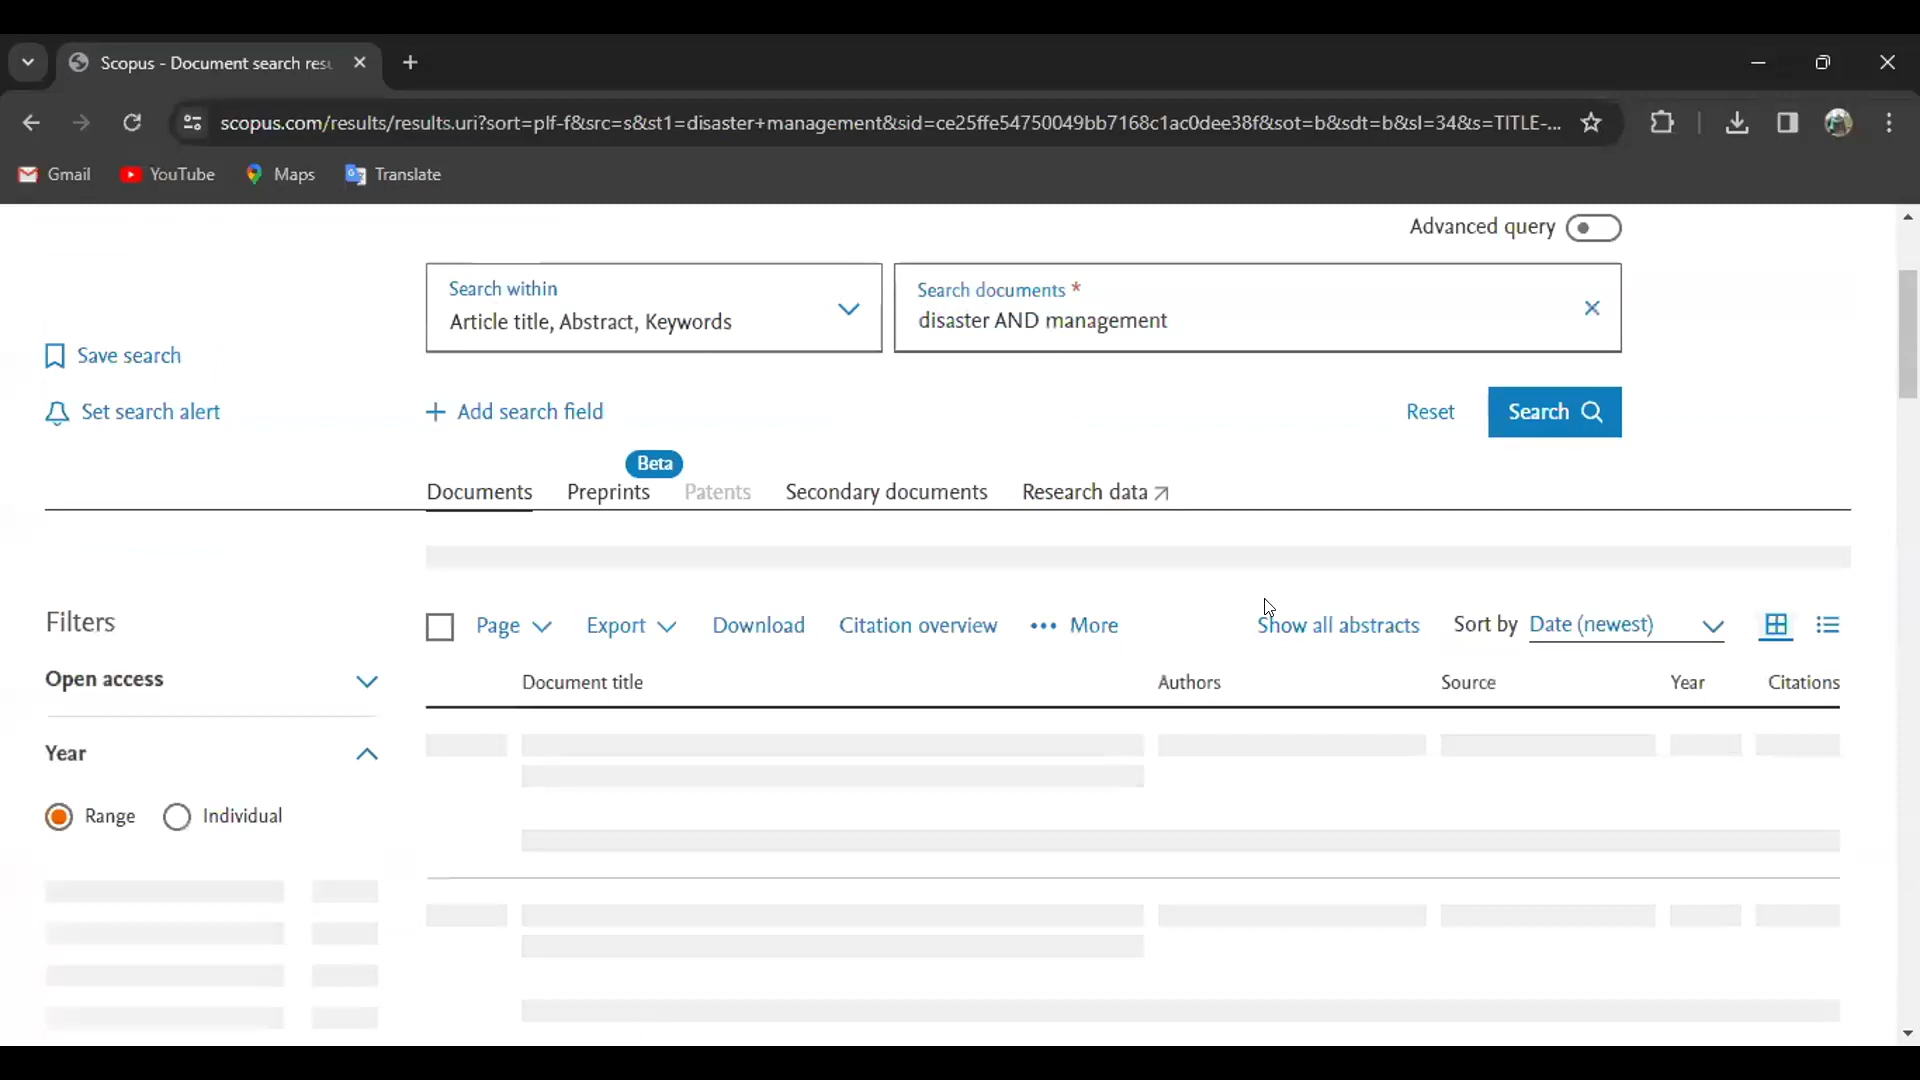 Scopus - Document search resu
scopus.com/results/results.uri?sort=plf-f&src=s&st1=disaster+management&sid=ce25ffe54750049bb7168c1ac0dee38f&sot=b&sdt=b&sl=34&s=TITLE-...
Gmail YouTube Maps Translate
Advanced query
Search within
Article title, Abstract, Keywords
Search documents *
disaster AND management
Save search
Set search alert
+ Add search field
Reset
Search
Beta
Documents Preprints Patents Secondary documents Research data
Filters
Page Export Download Citation overview ••• More Show all abstracts Sort by Date (newest)
Open access
Document title Authors Source Year Citations
Year
Range Individual